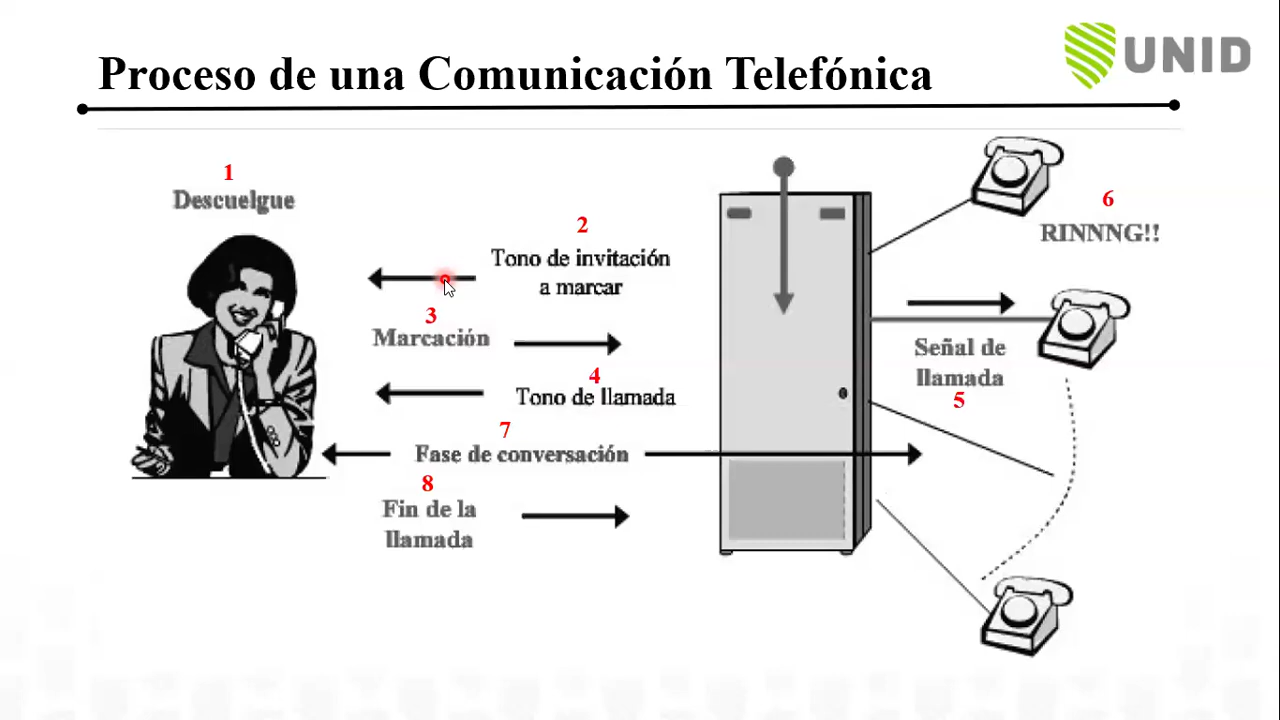 UNID
Proceso de una Comunicación Telefónica
1
Descuelgue
2
Tono de invitación
a marcar
3
Marcación
4
Tono de llamada
7
Fase de conversación
8
Fin de la
llamada
6
RINNNG!!
Señal de
llamada
5